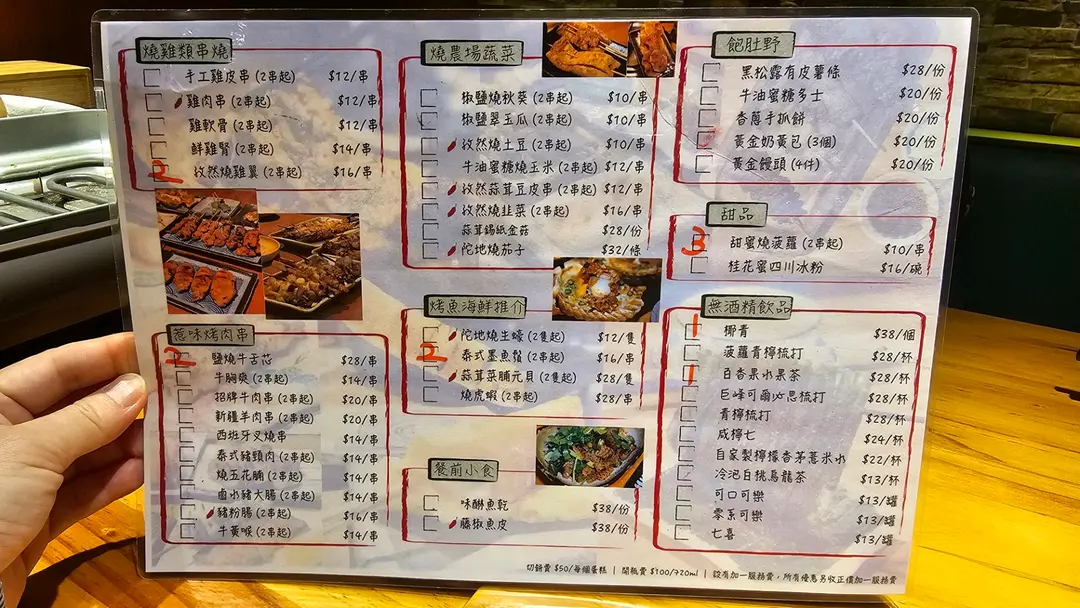 燒雞類串燒
手工雞皮串 (2串起) $12/串
雞肉串 (2串起) $12/串
雞軟骨 (2串起) $12/串
鮮雞腎 (2串起) $14/串
2 孜然燒雞翼 (2串起) $16/串
惹味烤肉串
2 鹽燒牛舌芯 $28/串
牛胸爽 (2串起) $14/串
招牌牛肉串 (2串起) $20/串
新疆羊肉串 (2串起) $20/串
西班牙叉燒串 $14/串
泰式豬頸肉 (2串起) $14/串
燒五花腩 (2串起) $14/串
鹵水豬大腸 (2串起) $14/串
豬粉腸 (2串起) $16/串
牛黃喉 (2串起) $14/串
燒農場蔬菜
椒鹽燒秋葵 (2串起) $10/串
椒鹽翠玉瓜 (2串起) $10/串
孜然燒土豆 (2串起) $10/串
牛油蜜糖燒玉米 (2串起) $12/串
孜然蒜茸豆皮串 (2串起) $12/串
孜然燒韭菜 (2串起) $16/串
蒜茸錫紙金菇 $28/份
陀地燒茄子 $32/條
烤魚海鮮推介
陀地燒生蠔 (2隻起) $12/隻
2 泰式墨魚鬚 (2串起) $16/串
蒜茸菜脯元貝 (2隻起) $28/隻
燒虎蝦 (2串起) $28/串
餐前小食
味醂魚乾 $38/份
藤椒魚皮 $38/份
飽肚野
黑松露有皮薯條 $28/份
牛油蜜糖多士 $20/份
香蔥手抓餅 $20/份
黃金奶黃包 (3個) $20/份
黃金饅頭 (4件) $20/份
甜品
3 甜蜜燒菠蘿 (2串起) $10/串
桂花蜜四川冰粉 $16/碗
無酒精飲品
1 椰青 $38/個
菠蘿青檸梳打 $28/杯
1 百香果水果茶 $28/杯
巨峰可爾必思梳打 $28/杯
青檸梳打 $28/杯
咸檸七 $24/杯
自家製檸檬香茅薏米水 $22/杯
冷泡白桃烏龍茶 $13/杯
可口可樂 $13/罐
零系可樂 $13/罐
七喜 $13/罐
切餅費 $50/每個蛋糕 | 開瓶費 $100/720ml | 設有加一服務費，所有優惠另收正價加一服務費